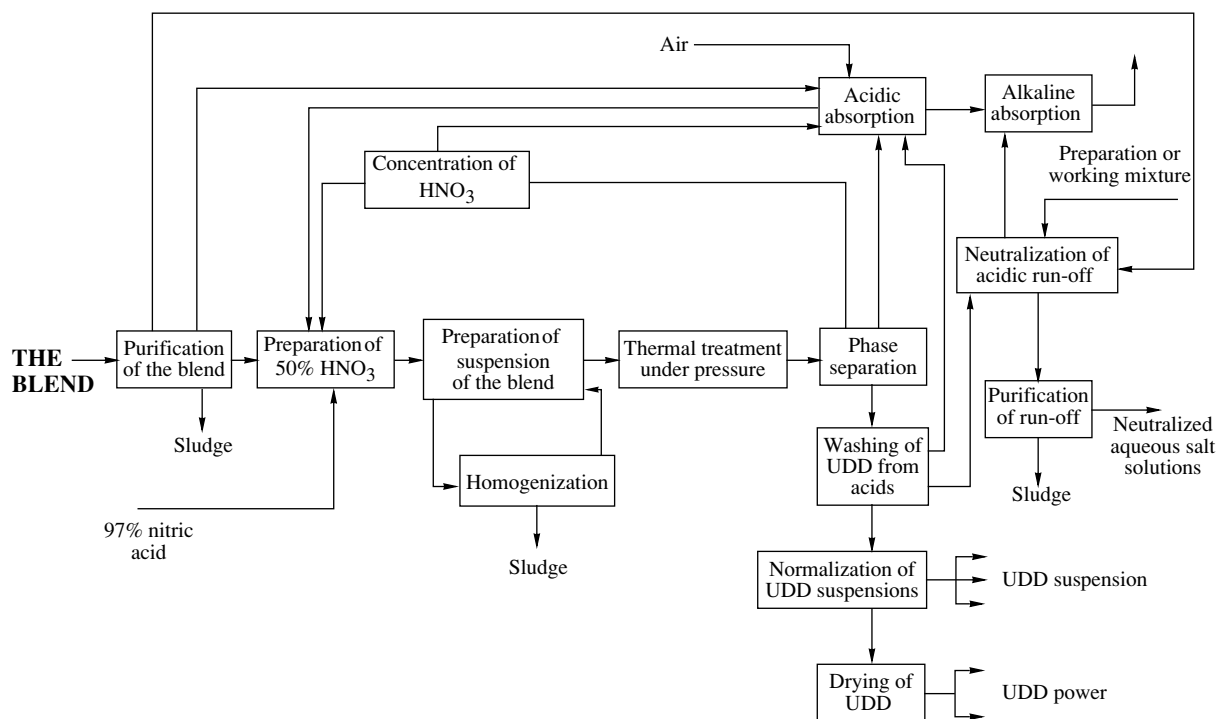 Air
Acidic
absorption
Alkaline
absorption
Concentration of
HNO3
Preparation or
working mixture
Neutralization of
acidic run-off
THE
BLEND
Purification
of the blend
Preparation of
50% HNO3
Preparation of
suspension
of the blend
Thermal treatment
under pressure
Phase
separation
Purification
of run-off
Neutralized
aqueous salt
solutions
Sludge
Homogenization
Washing of
UDD from
acids
Sludge
97% nitric
acid
Sludge
Normalization of
UDD suspensions
UDD suspension
Drying of
UDD
UDD power